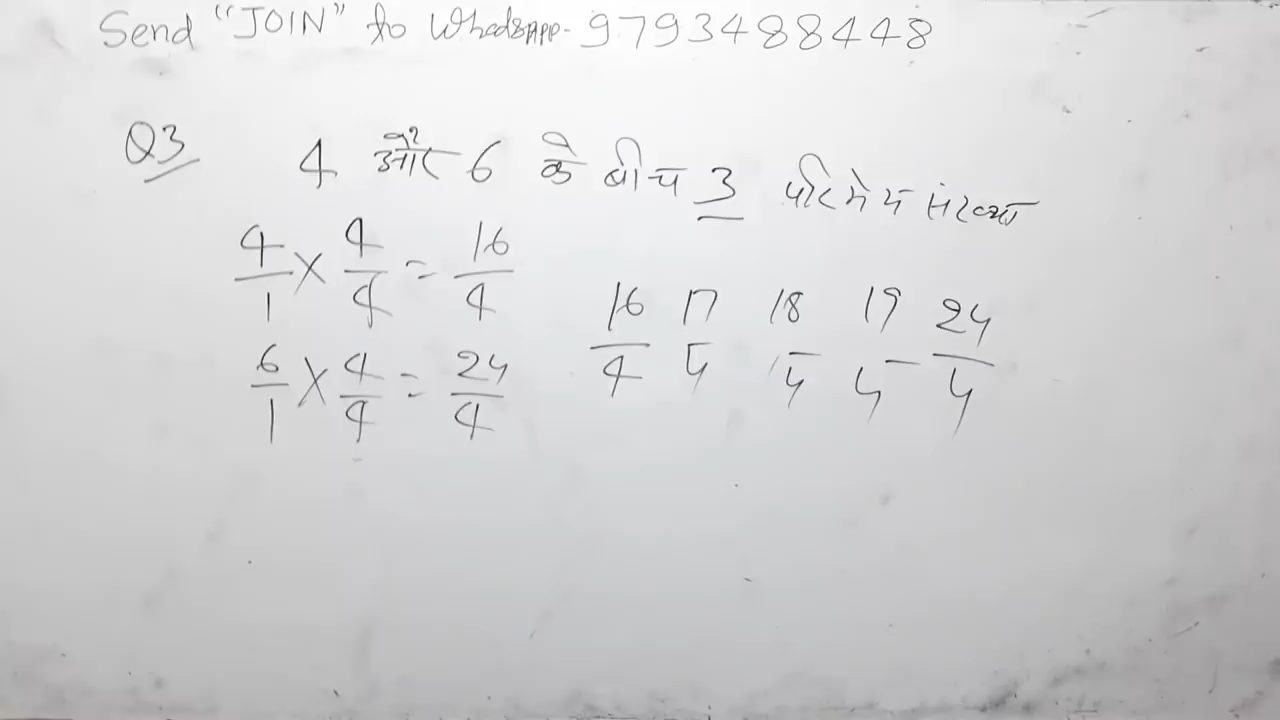 Send "JOIN" to WhatsAPP- 9793488448
Q3 4 और 6 के बीच 3 परिमेय संख्या
4/1 × 4/4 = 16/4
6/1 × 4/4 = 24/4
16/4 17/4 18/4 19/4 24/4